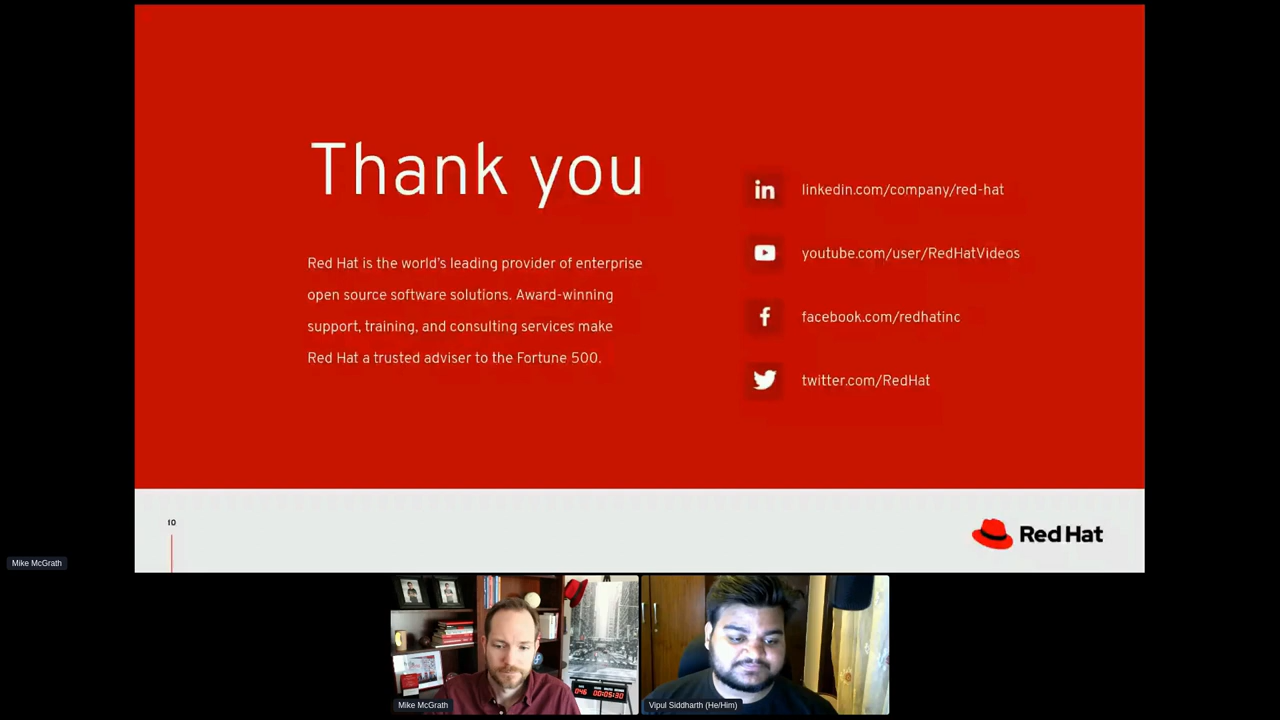 Thank you
Red Hat is the world's leading provider of enterprise
open source software solutions. Award-winning
support, training, and consulting services make
Red Hat a trusted adviser to the Fortune 500.
in
linkedin.com/company/red-hat
youtube.com/user/RedHatVideos
f
facebook.com/redhatinc
twitter.com/RedHat
10
Red Hat
Mike McGrath
Mike McGrath
Vipul Siddharth (He/Him)